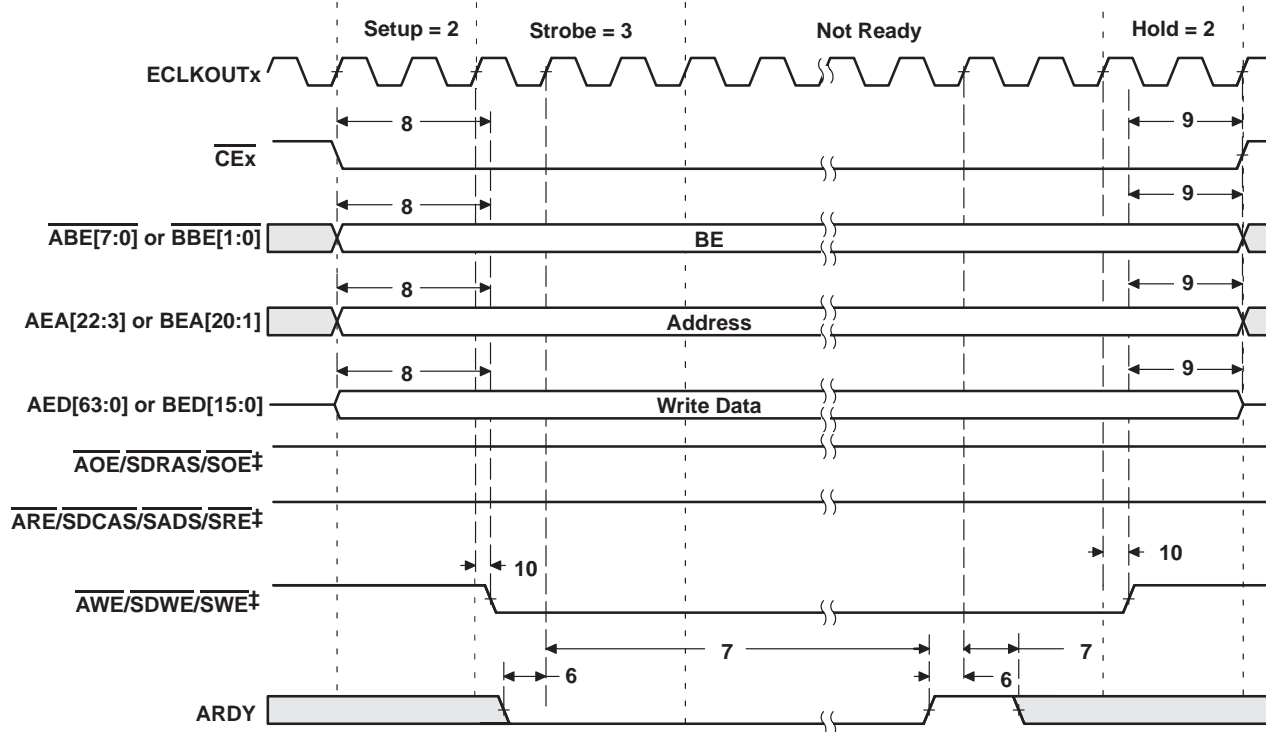 Setup = 2 Strobe = 3 Not Ready Hold = 2
ECLKOUTx
8 9
CEx
8 9
ABE[7:0] or BBE[1:0] BE
8 9
AEA[22:3] or BEA[20:1] Address
8 9
AED[63:0] or BED[15:0] Write Data
AOE/SDRAS/SOE‡
ARE/SDCAS/SADS/SRE‡
10 10
AWE/SDWE/SWE‡
7 7
6 6
ARDY